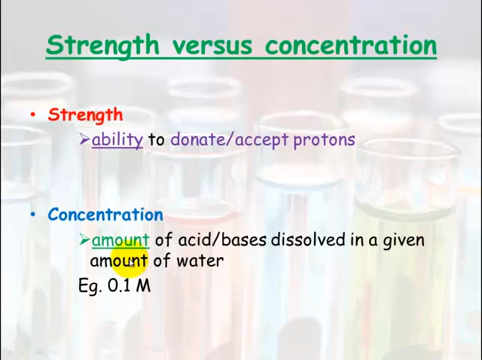 Strength versus concentration
• Strength
➢ability to donate/accept protons
• Concentration
➢amount of acid/bases dissolved in a given
amount of water
Eg. 0.1 M